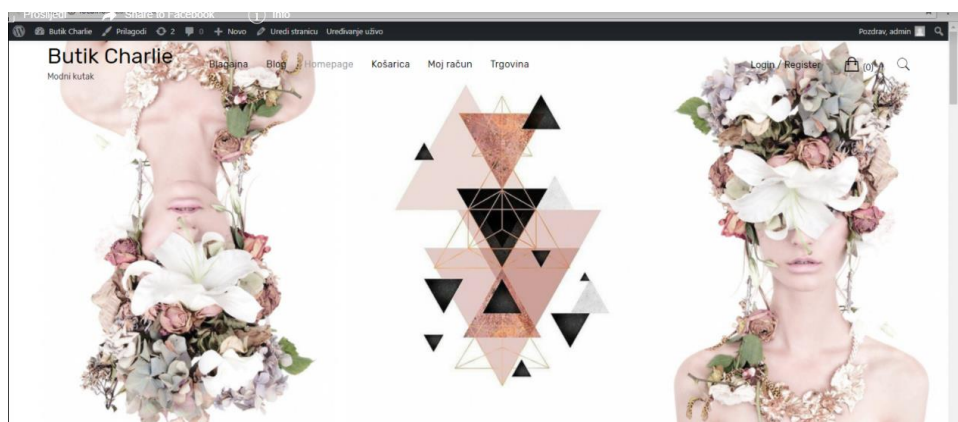 Proslijedi Share to Facebook Info
Butik Charlie Prilagodi 2 0 Novo Uredi stranicu Uređivanje uživo Pozdrav, admin
Butik Charlie
Modni kutak
Blagajna Blog Homepage Košarica Moj račun Trgovina Login / Register (0)